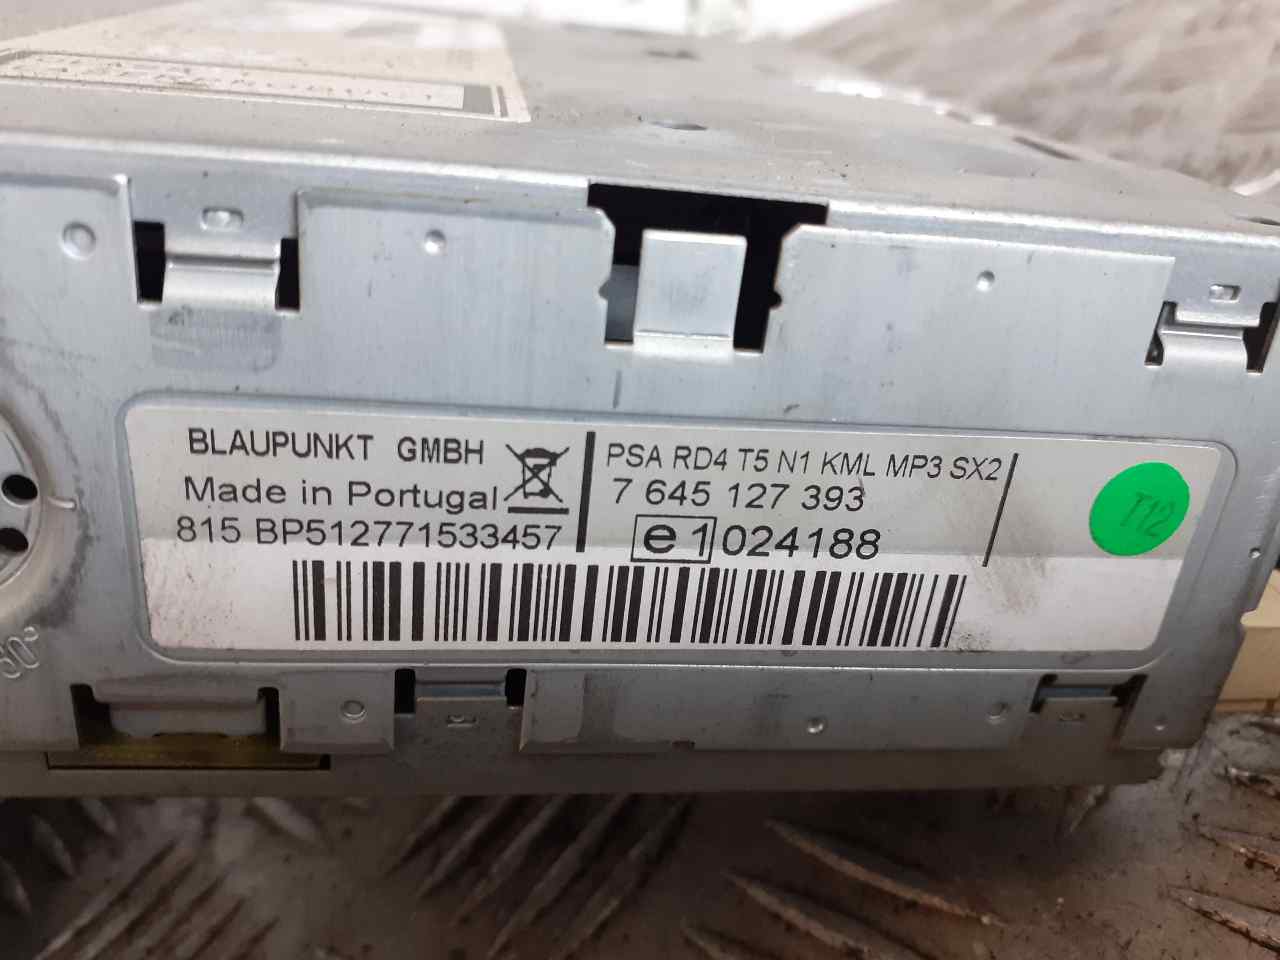 BLAUPUNKT GMBH
Made in Portugal
815 BP512771533457
PSA RD4 T5 N1 KML MP3 SX2
7 645 127 393
e1 024188
T12
60°